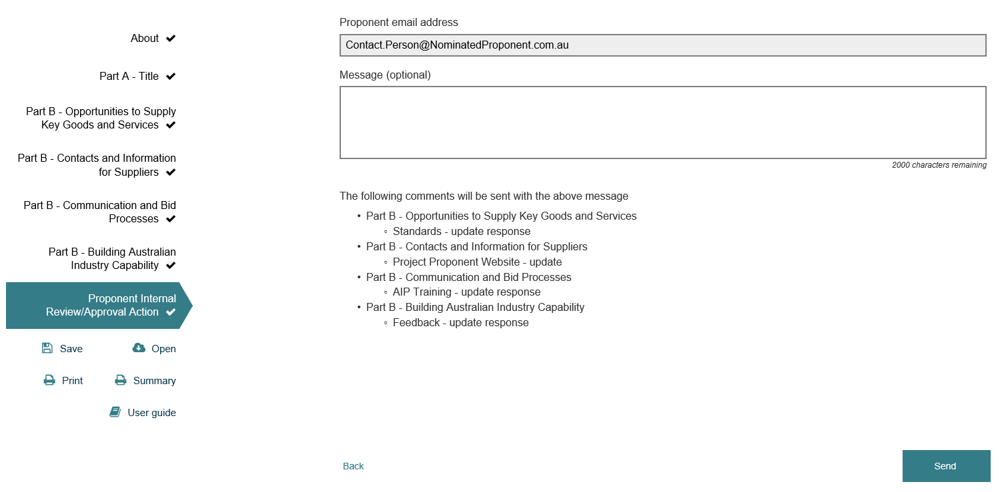 About
Part A - Title
Part B - Opportunities to Supply
Key Goods and Services
Part B - Contacts and Information
for Suppliers
Part B - Communication and Bid
Processes
Part B - Building Australian
Industry Capability
Proponent Internal
Review/Approval Action
Save
Open
Print
Summary
User guide
Proponent email address
Contact.Person@NominatedProponent.com.au
Message (optional)
2000 characters remaining
The following comments will be sent with the above message
• Part B - Opportunities to Supply Key Goods and Services
◦ Standards - update response
• Part B - Contacts and Information for Suppliers
◦ Project Proponent Website - update
• Part B - Communication and Bid Processes
◦ AIP Training - update response
• Part B - Building Australian Industry Capability
◦ Feedback - update response
Back
Send